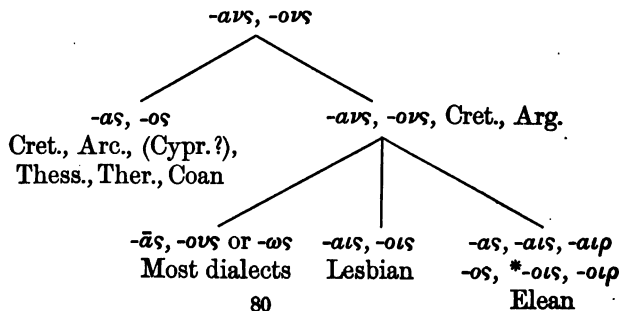 -ανς, -ονς
-ας, -ος
Cret., Arc., (Cypr.?),
Thess., Ther., Coan
-ανς, -ονς, Cret., Arg.
-ᾱς, -ους or -ως
Most dialects
-αις, -οις
Lesbian
-ας, -αις, -αιρ
-ος, *-οις, -οιρ
Elean
80